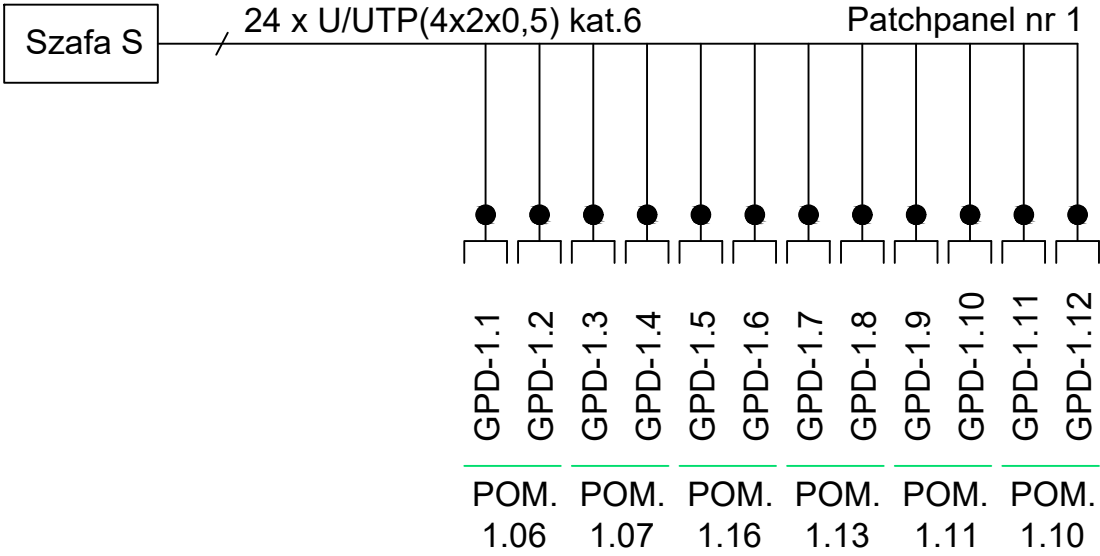 24 x U/UTP(4x2x0,5) kat.6
Patchpanel nr 1
Szafa S
GPD-1.1
GPD-1.2
GPD-1.3
GPD-1.4
GPD-1.5
GPD-1.6
GPD-1.7
GPD-1.8
GPD-1.9
GPD-1.10
GPD-1.11
GPD-1.12
POM.
1.06
POM.
1.07
POM.
1.16
POM.
1.13
POM.
1.11
POM.
1.10